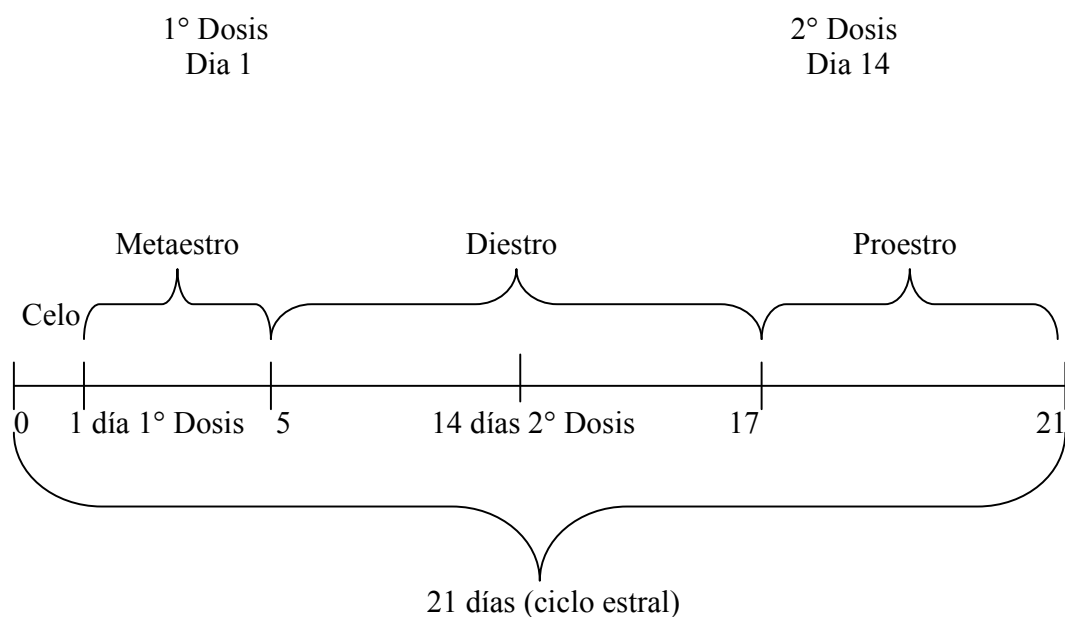 1° Dosis 2° Dosis
Dia 1 Dia 14
Metaestro Diestro Proestro
Celo
0 1 día 1° Dosis 5 14 días 2° Dosis 17 21
21 días (ciclo estral)